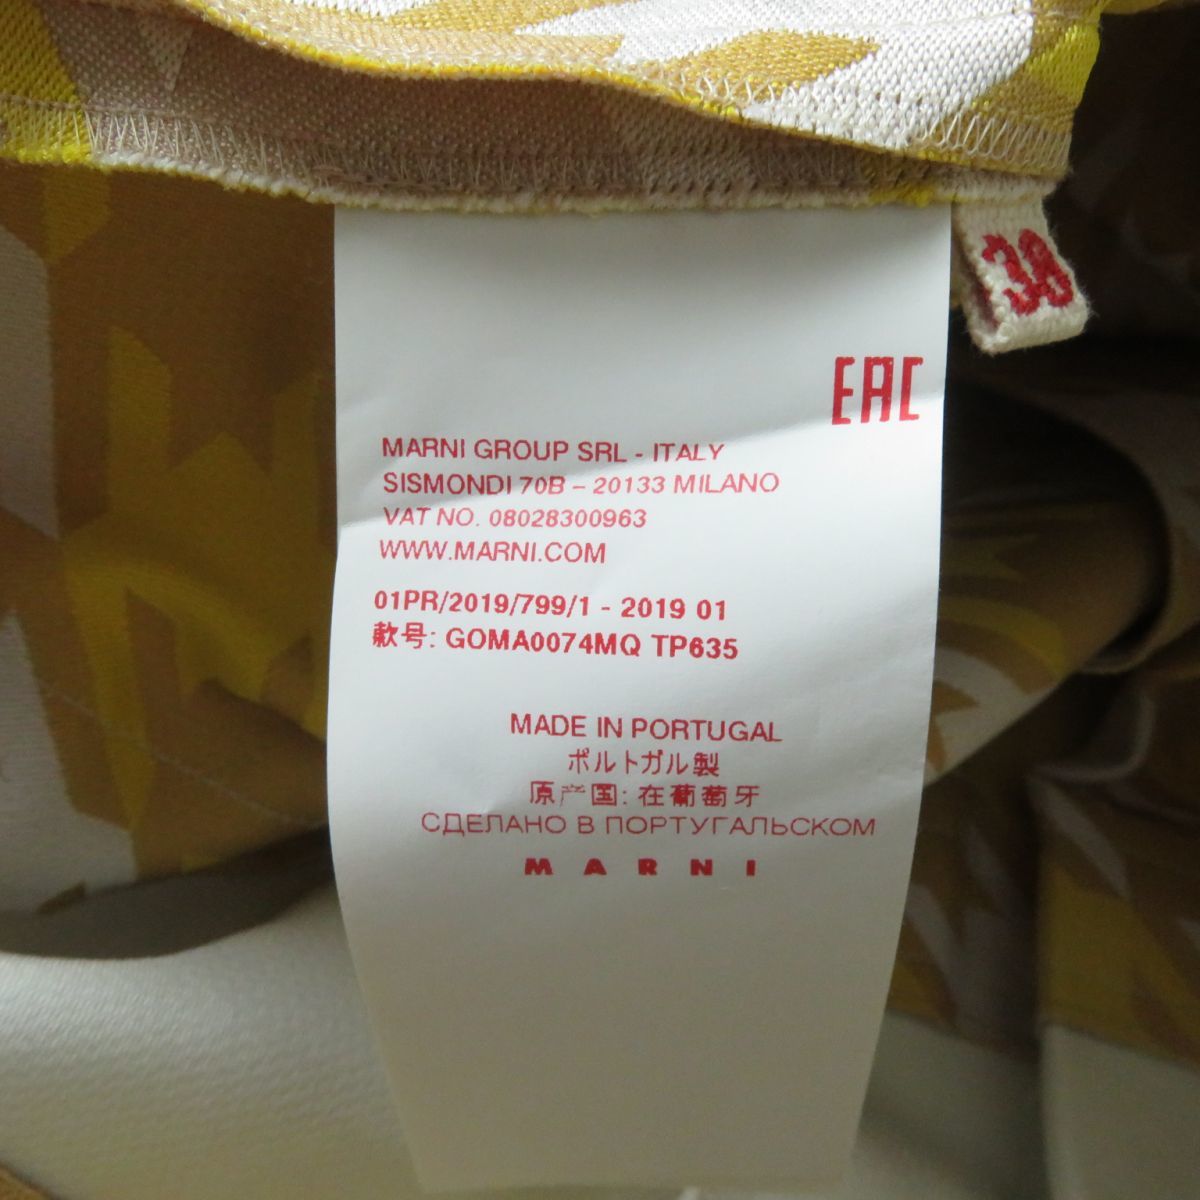 38
EAC
MARNI GROUP SRL - ITALY
SISMONDI 70B – 20133 MILANO
VAT NO. 08028300963
WWW.MARNI.COM
01PR/2019/799/1 - 2019 01
款号: GOMA0074MQ TP635
MADE IN PORTUGAL
ポルトガル製
原产国: 在葡萄牙
СДЕЛАНО В ПОРТУГАЛЬСКОМ
MARNI